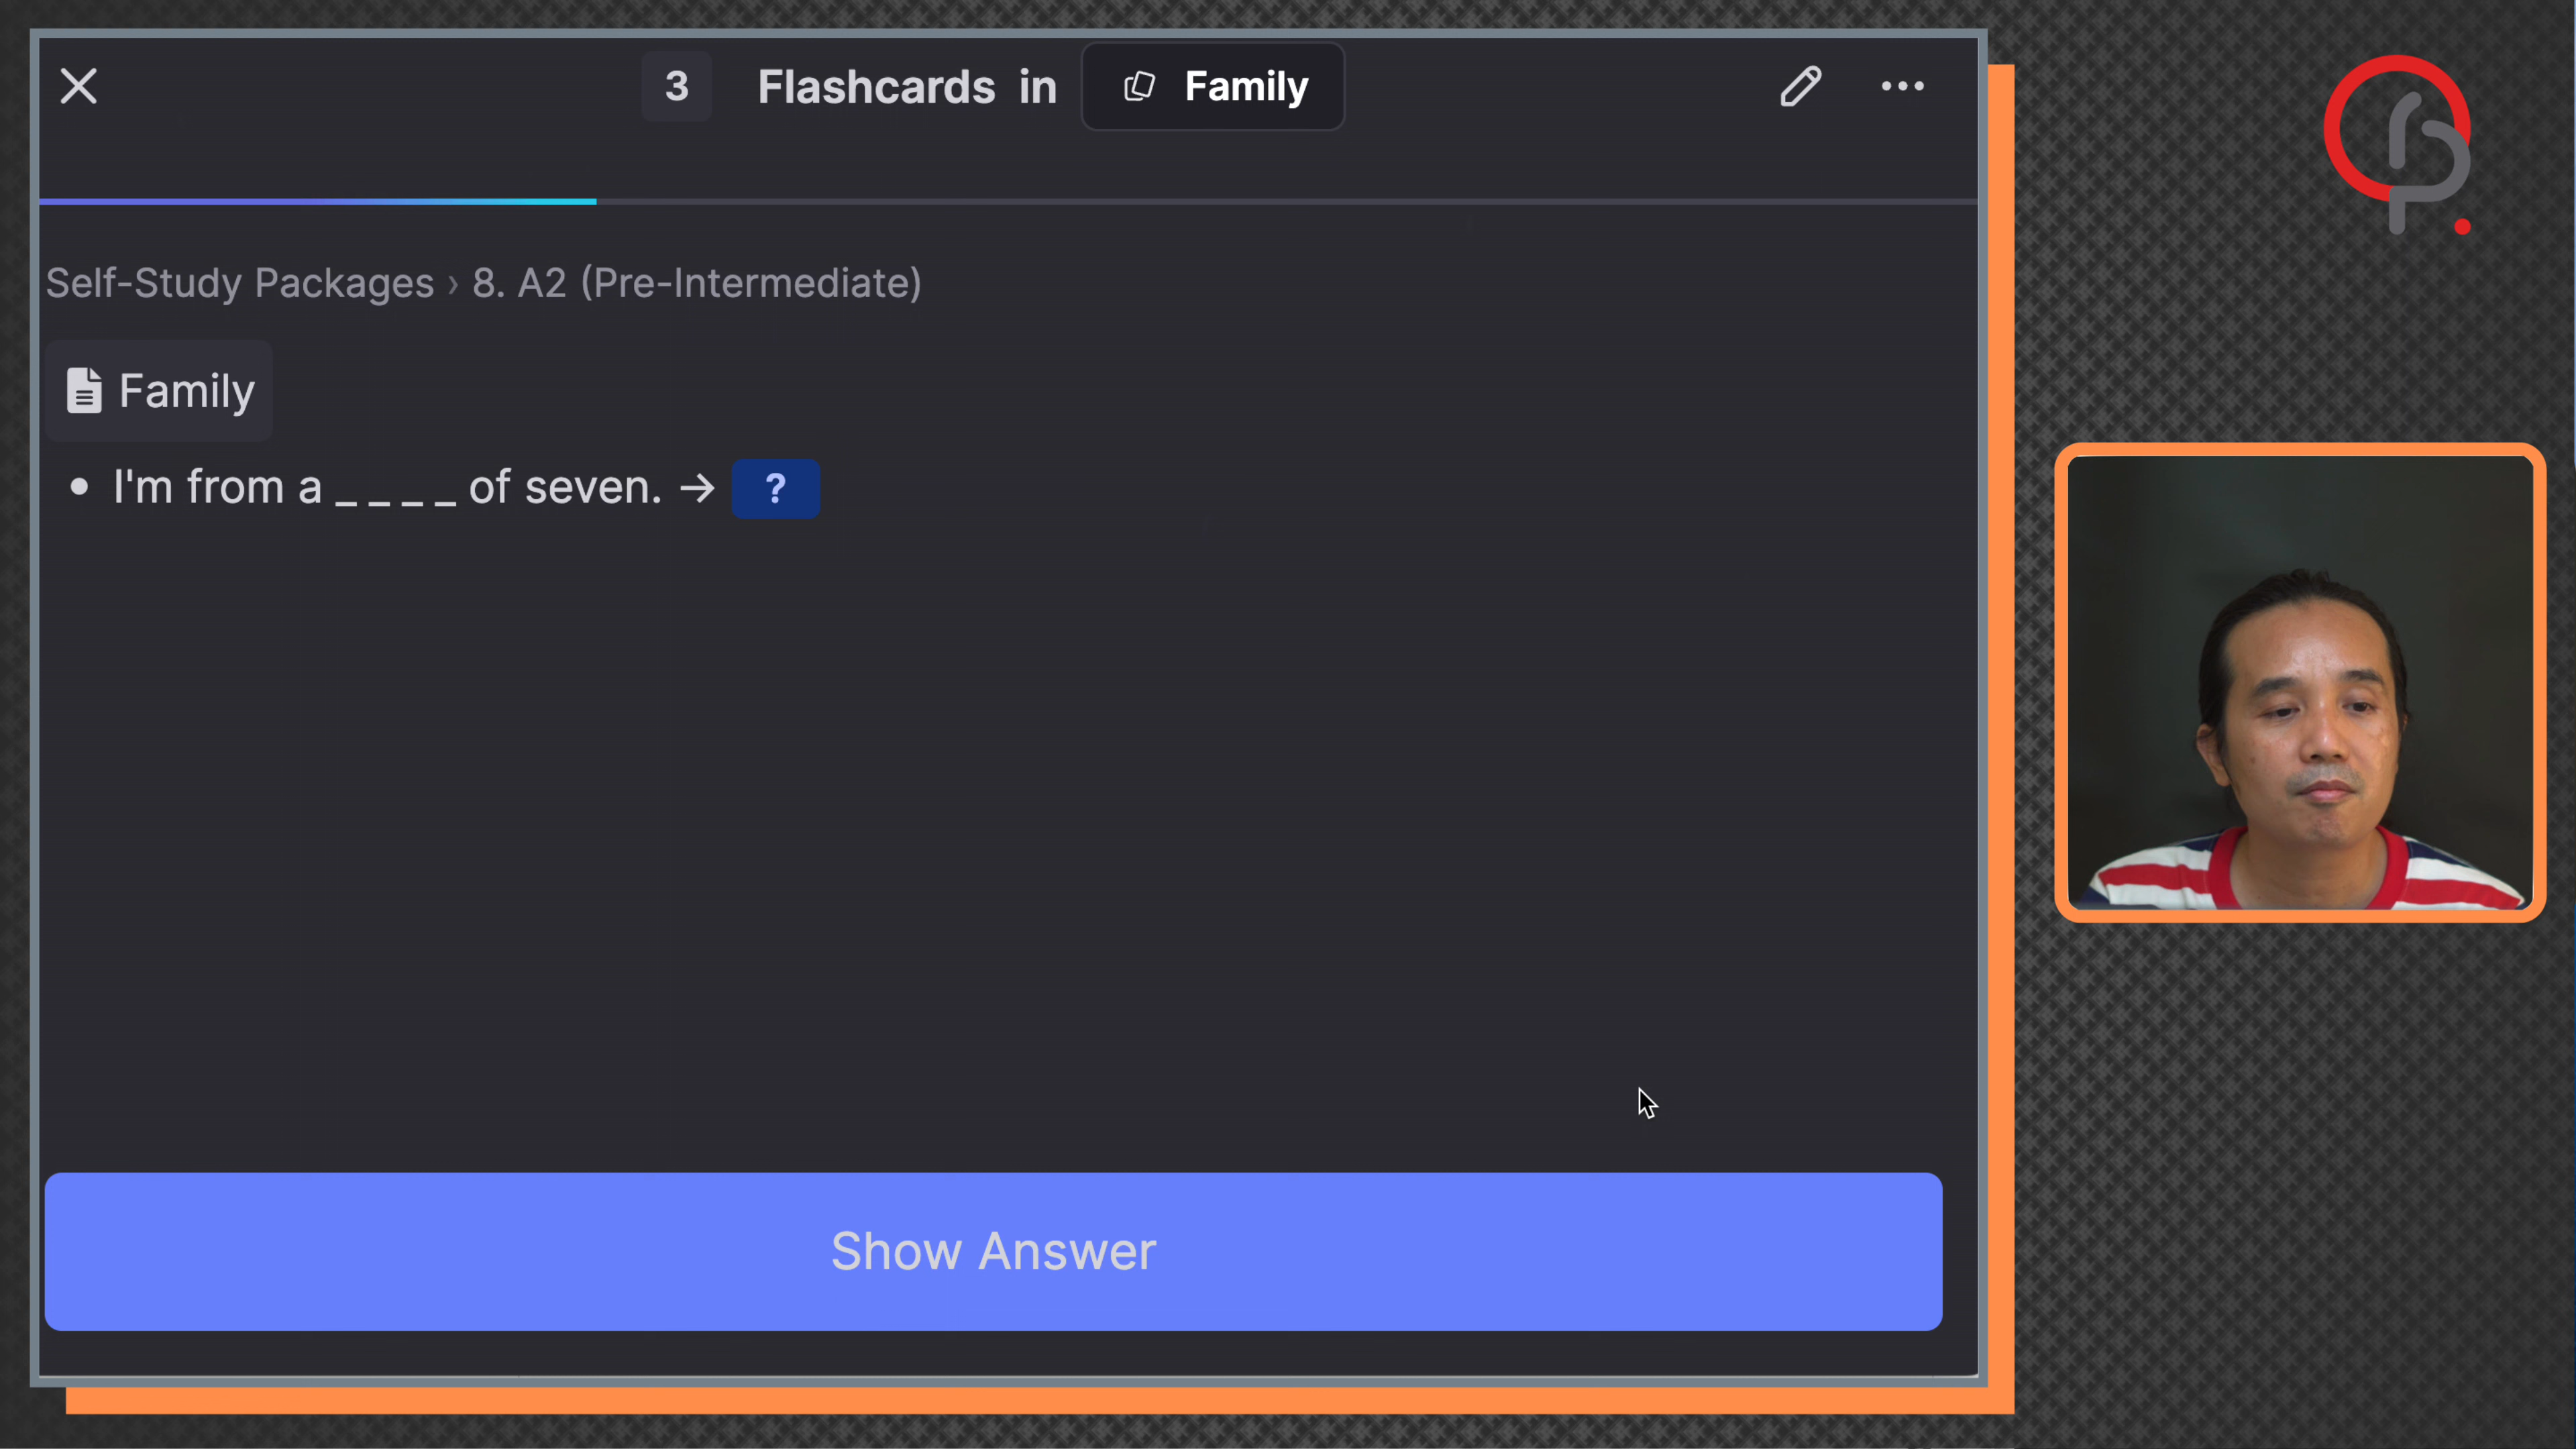 3 Flashcards in Family
Self-Study Packages › 8. A2 (Pre-Intermediate)
Family
• I'm from a _ _ _ _ of seven. → ?
Show Answer